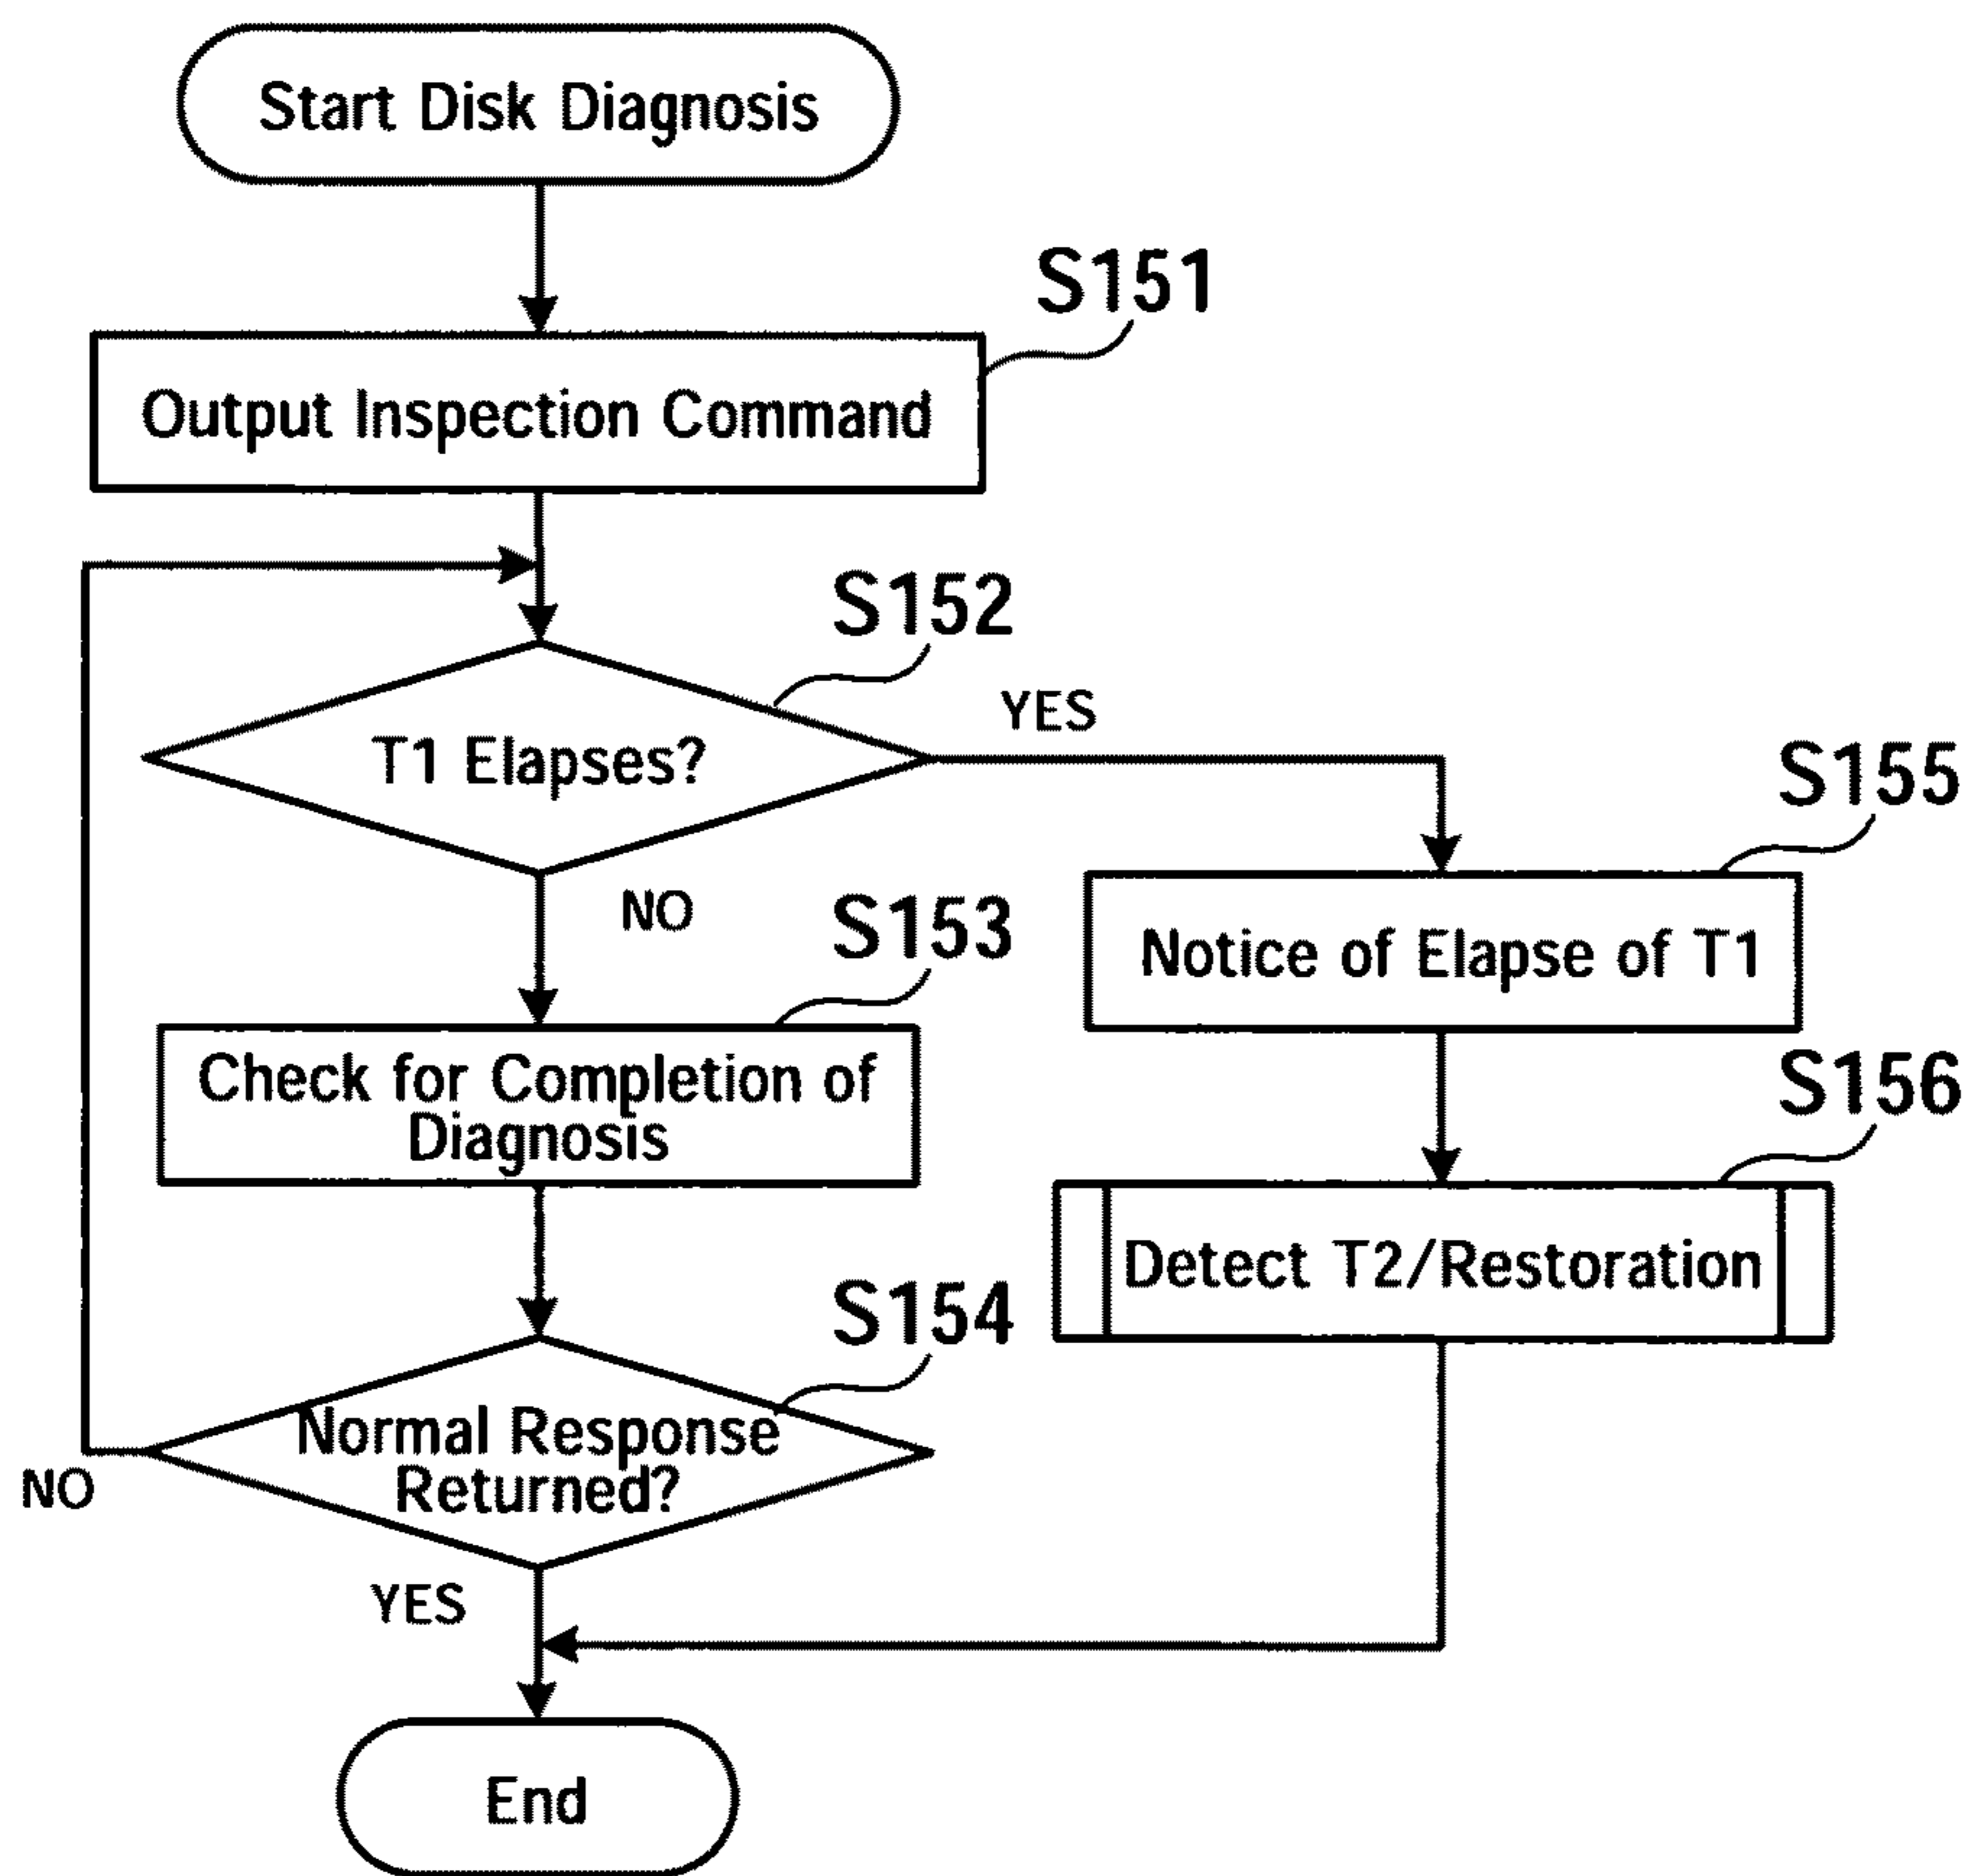 Start Disk Diagnosis
S151
Output Inspection Command
S152
T1 Elapses?
YES
NO
S155
Notice of Elapse of T1
S153
Check for Completion of
Diagnosis
S156
Detect T2/Restoration
S154
Normal Response
Returned?
NO
YES
End